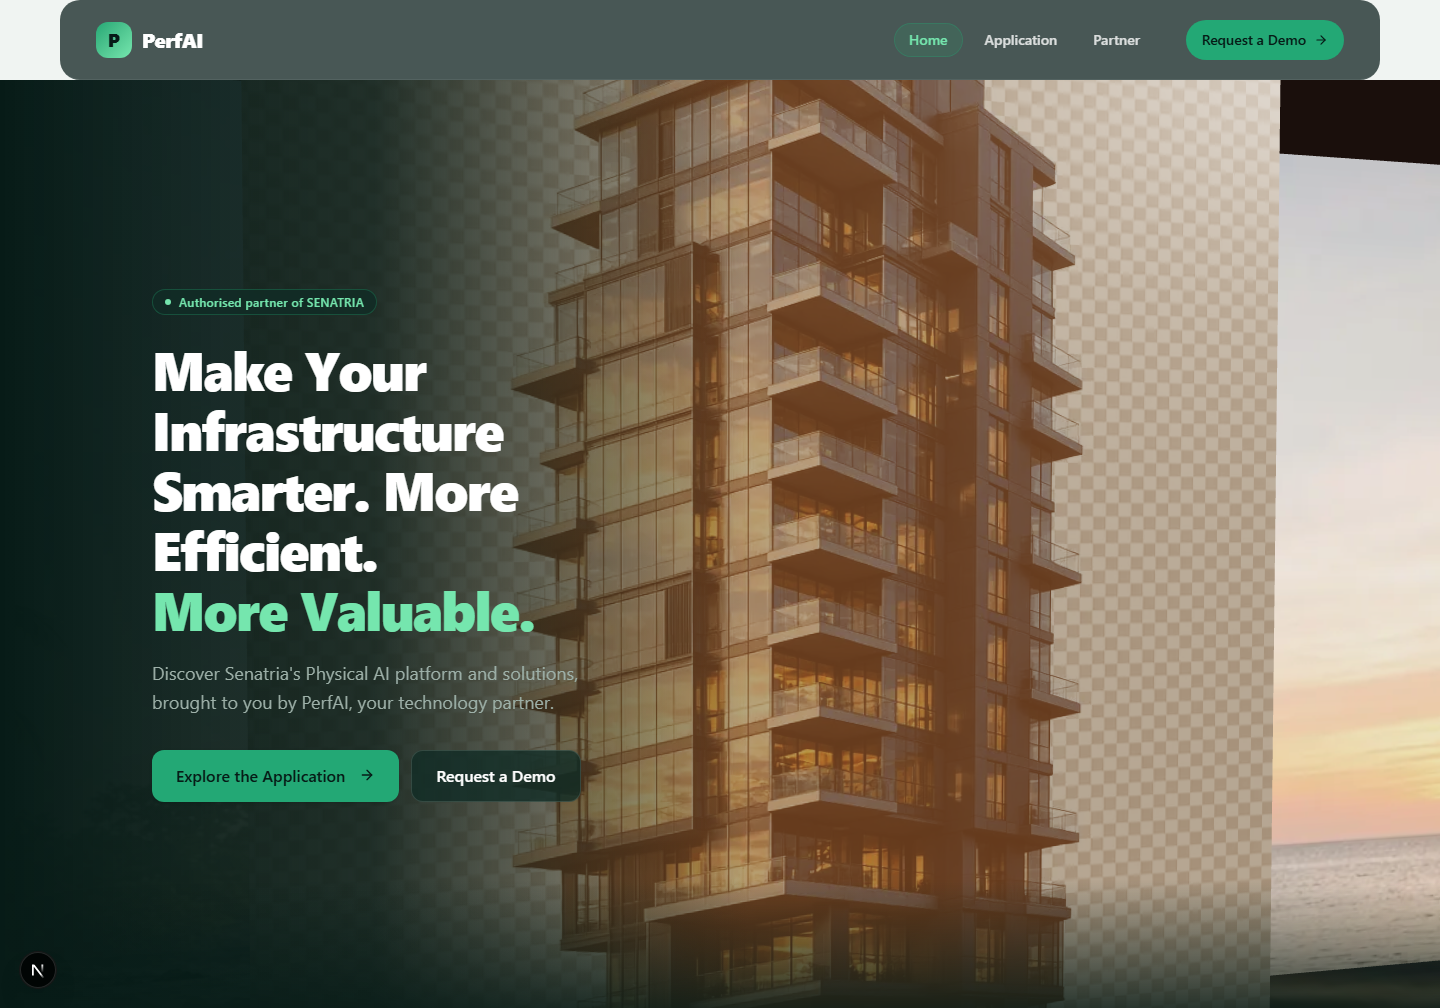 P PerfAI
Home Application Partner Request a Demo
Authorised partner of SENATRIA
Make Your
Infrastructure
Smarter. More
Efficient.
More Valuable.
Discover Senatria's Physical AI platform and solutions,
brought to you by PerfAI, your technology partner.
Explore the Application Request a Demo
N